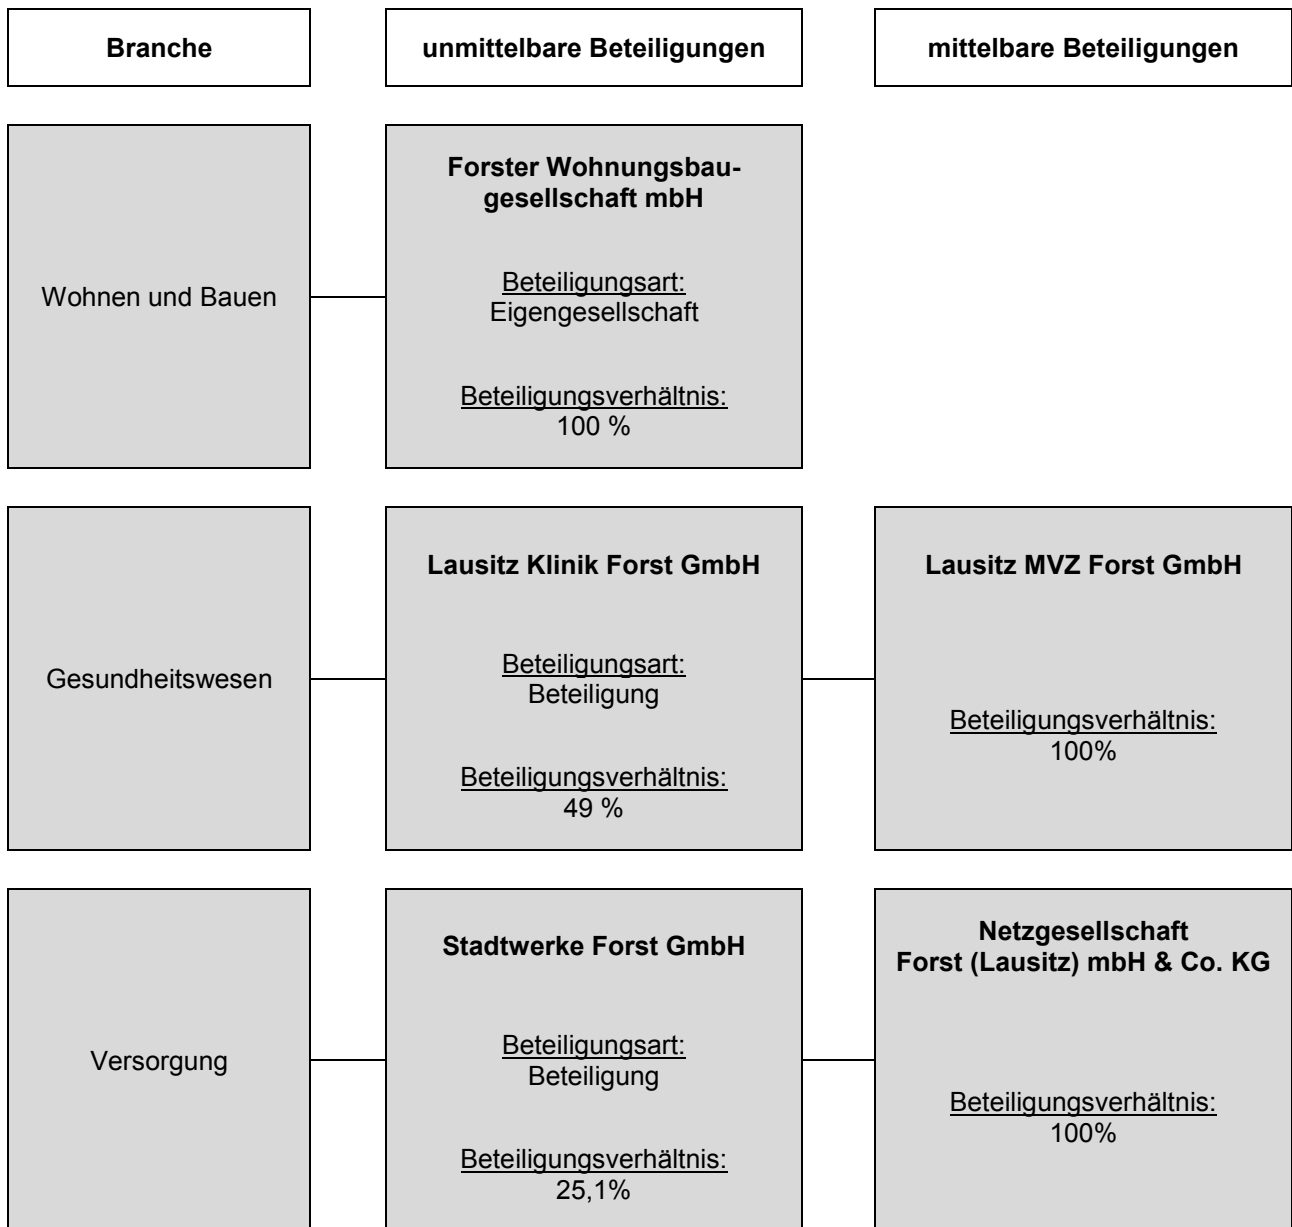 Branche
unmittelbare Beteiligungen
mittelbare Beteiligungen
Wohnen und Bauen
Forster Wohnungsbau-
gesellschaft mbH
Beteiligungsart:
Eigengesellschaft
Beteiligungsverhältnis:
100 %
Gesundheitswesen
Lausitz Klinik Forst GmbH
Beteiligungsart:
Beteiligung
Beteiligungsverhältnis:
49 %
Lausitz MVZ Forst GmbH
Beteiligungsverhältnis:
100%
Versorgung
Stadtwerke Forst GmbH
Beteiligungsart:
Beteiligung
Beteiligungsverhältnis:
25,1%
Netzgesellschaft
Forst (Lausitz) mbH & Co. KG
Beteiligungsverhältnis:
100%